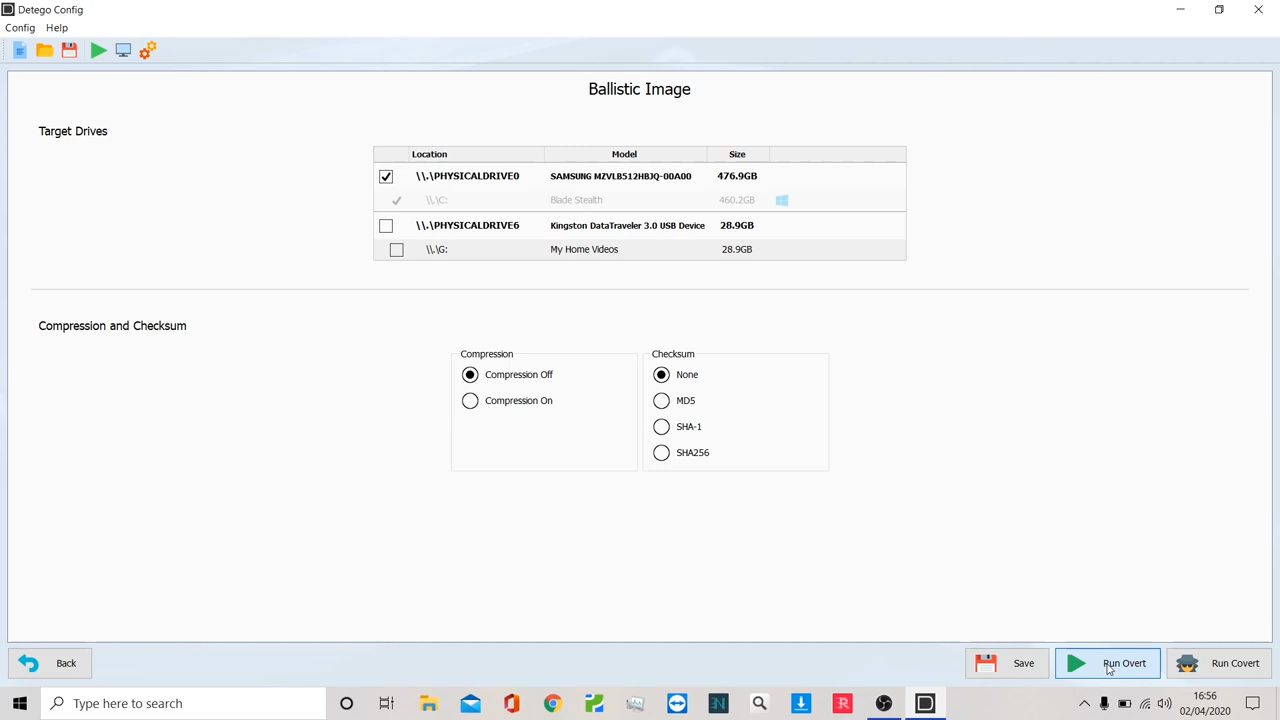 Detego Config
Config Help
Ballistic Image
Target Drives
Location Model Size
\\.\PHYSICALDRIVE0 SAMSUNG MZVLB512HBJQ-00A00 476.9GB
\\.\C: Blade Stealth 460.2GB
\\.\PHYSICALDRIVE6 Kingston DataTraveler 3.0 USB Device 28.9GB
\\.\G: My Home Videos 28.9GB
Compression and Checksum
Compression Checksum
Compression Off None
Compression On MD5
SHA-1
SHA256
Back Save Run Overt Run Covert
Type here to search
16:56
02/04/2020